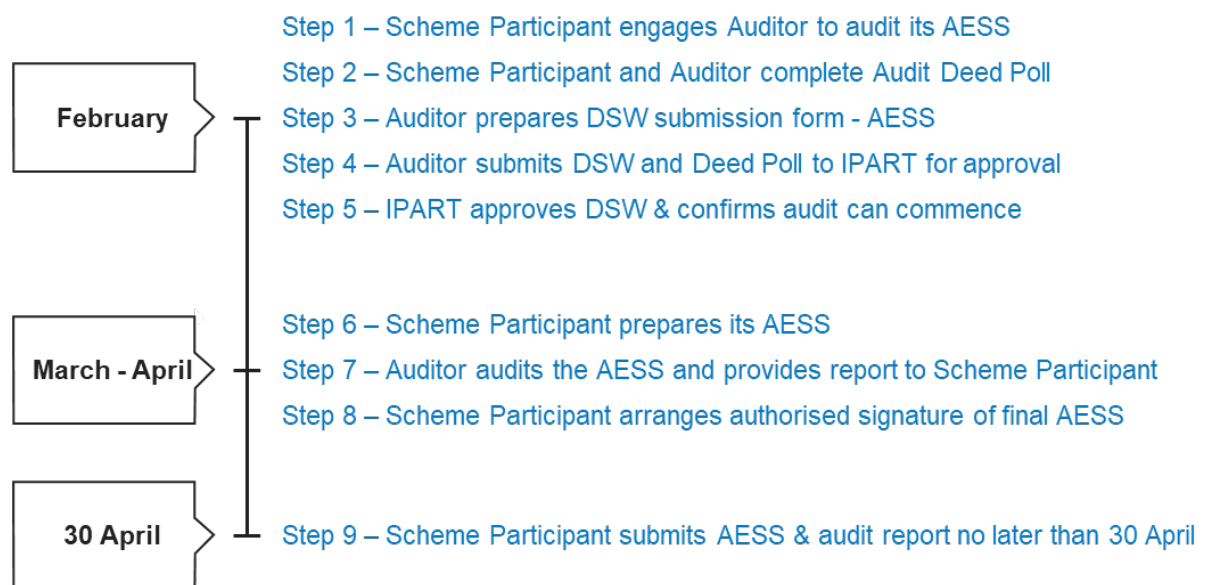 Step 1 – Scheme Participant engages Auditor to audit its AESS
Step 2 – Scheme Participant and Auditor complete Audit Deed Poll
February
Step 3 – Auditor prepares DSW submission form - AESS
Step 4 – Auditor submits DSW and Deed Poll to IPART for approval
Step 5 – IPART approves DSW & confirms audit can commence
Step 6 – Scheme Participant prepares its AESS
March - April
Step 7 – Auditor audits the AESS and provides report to Scheme Participant
Step 8 – Scheme Participant arranges authorised signature of final AESS
30 April
Step 9 – Scheme Participant submits AESS & audit report no later than 30 April